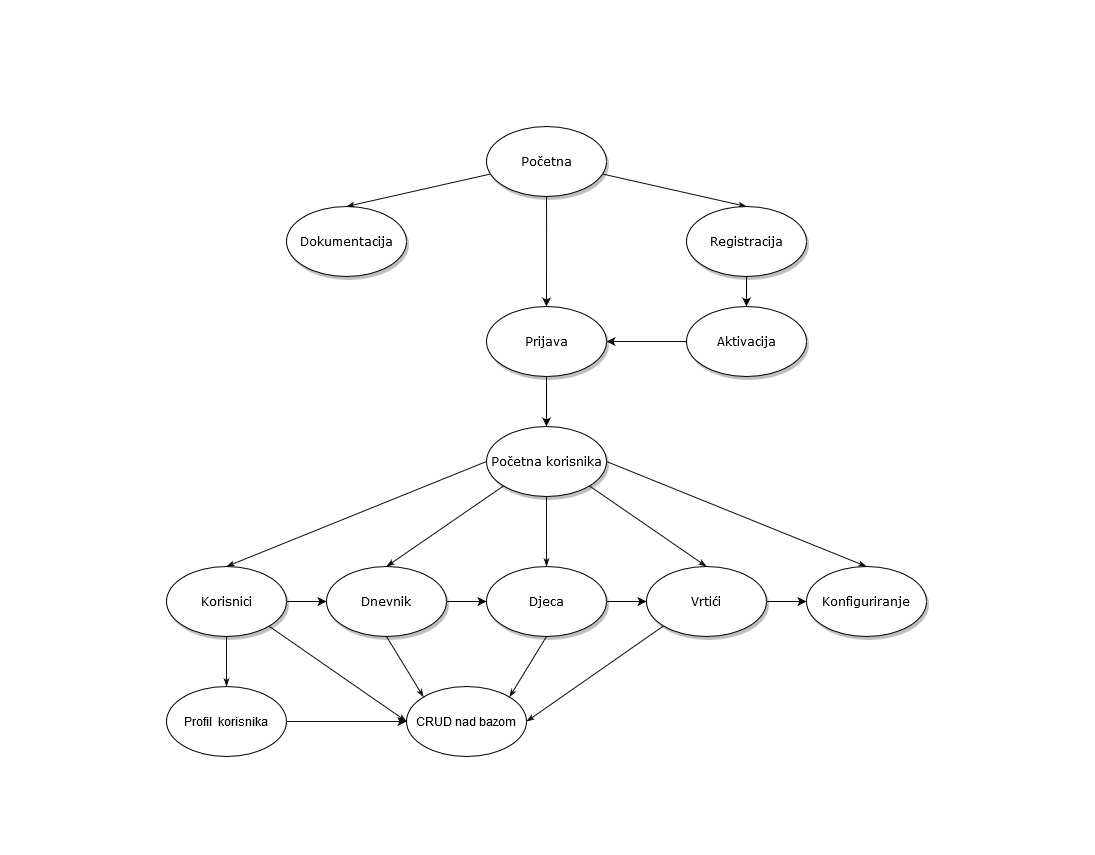 Početna
Dokumentacija
Registracija
Prijava
Aktivacija
Početna korisnika
Korisnici
Dnevnik
Djeca
Vrtići
Konfiguriranje
Profil korisnika
CRUD nad bazom